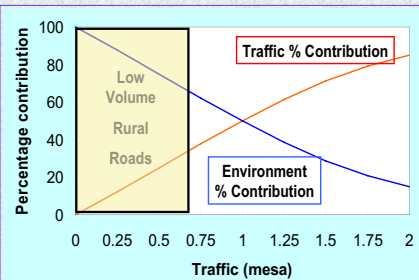 Percentage contribution
100
80
60
40
20
0
Traffic % Contribution
Low
Volume
Rural
Roads
Environment
% Contribution
0 0.25 0.5 0.75 1 1.25 1.5 1.75 2
Traffic (mesa)